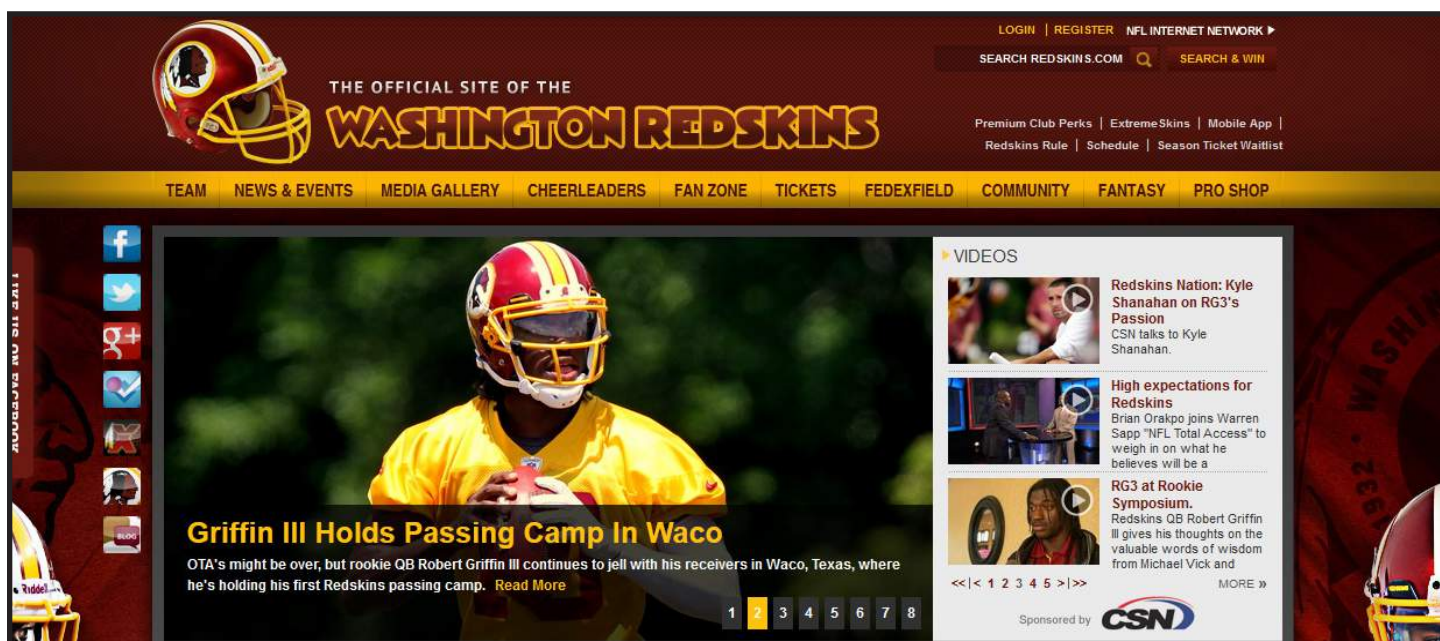 LOGIN | REGISTER NFL INTERNET NETWORK
SEARCH REDSKINS.COM SEARCH & WIN
THE OFFICIAL SITE OF THE
WASHINGTON REDSKINS
Premium Club Perks | ExtremeSkins | Mobile App |
Redskins Rule | Schedule | Season Ticket Waitlist
TEAM NEWS & EVENTS MEDIA GALLERY CHEERLEADERS FAN ZONE TICKETS FEDEXFIELD COMMUNITY FANTASY PRO SHOP
LIKE US ON FACEBOOK
BLOG
Griffin III Holds Passing Camp In Waco
OTA's might be over, but rookie QB Robert Griffin III continues to jell with his receivers in Waco, Texas, where
he's holding his first Redskins passing camp. Read More
1 2 3 4 5 6 7 8
VIDEOS
Redskins Nation: Kyle
Shanahan on RG3's
Passion
CSN talks to Kyle
Shanahan.
High expectations for
Redskins
Brian Orakpo joins Warren
Sapp "NFL Total Access" to
weigh in on what he
believes will be a
RG3 at Rookie
Symposium.
Redskins QB Robert Griffin
III gives his thoughts on the
valuable words of wisdom
from Michael Vick and
<<|< 1 2 3 4 5 >|>>
MORE »
Sponsored by CSN
Riddell
WASHIN
1932